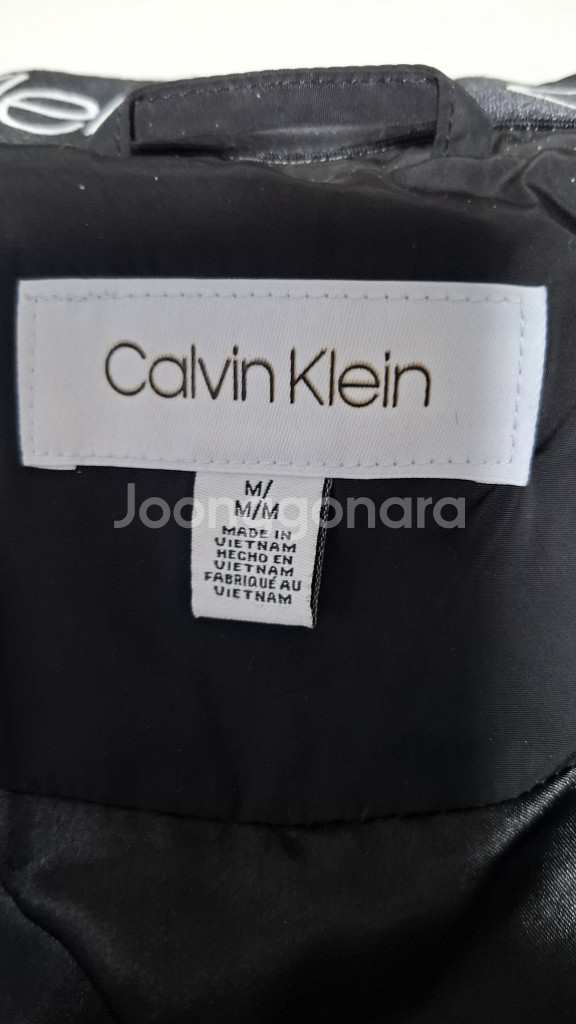 Calvin Klein
M/
M/M
MADE IN
VIETNAM
HECHO EN
VIETNAM
FABRIQUÉ AU
VIETNAM
Joonggonara